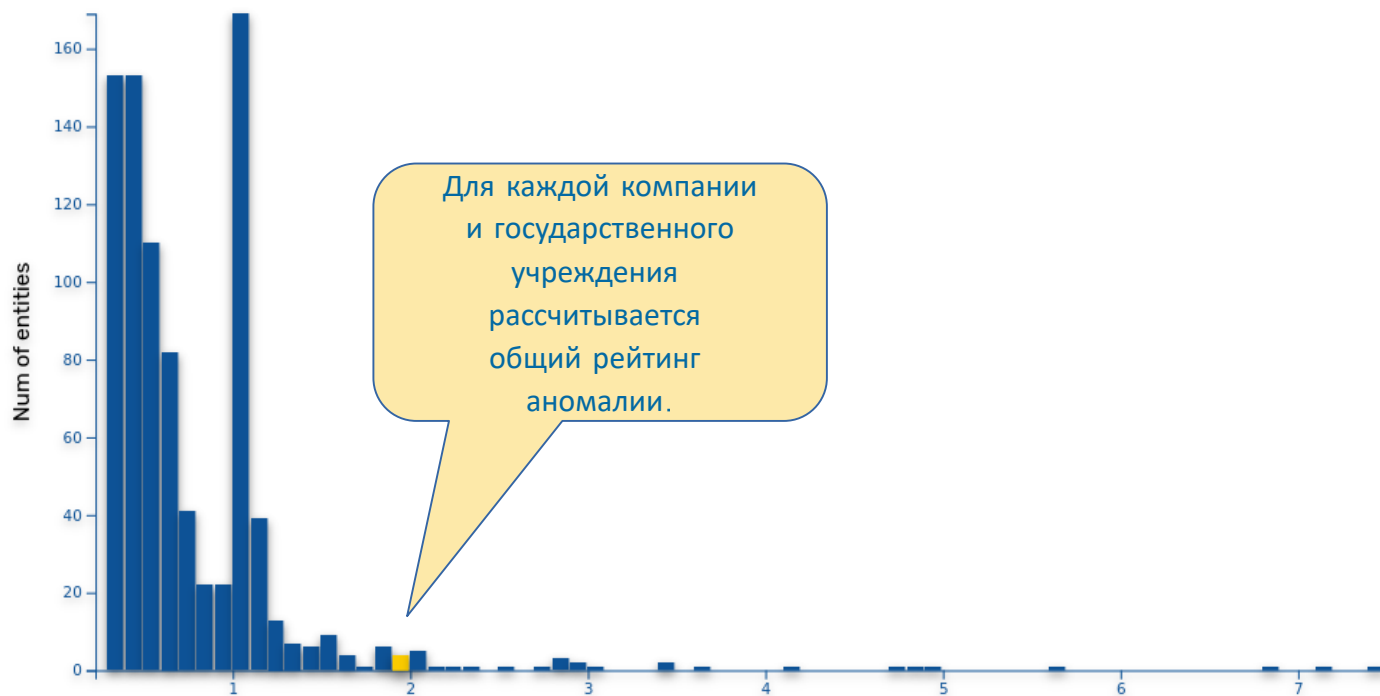 160
140
120
100
80
60
40
20
0
Num of entities
Для каждой компании
и государственного
учреждения
рассчитывается
общий рейтинг
аномалии.
1 2 3 4 5 6 7